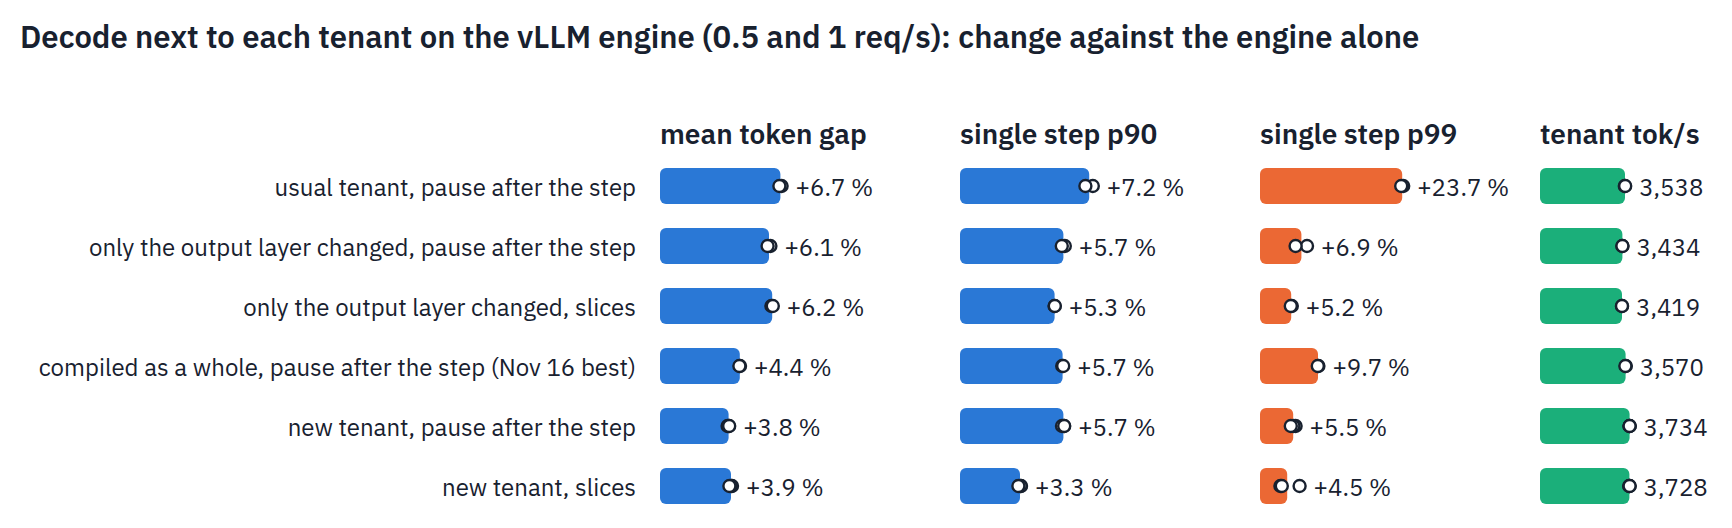 Decode next to each tenant on the vLLM engine (0.5 and 1 req/s): change against the engine alone
mean token gap single step p90 single step p99 tenant tok/s
usual tenant, pause after the step +6.7 % +7.2 % +23.7 % 3,538
only the output layer changed, pause after the step +6.1 % +5.7 % +6.9 % 3,434
only the output layer changed, slices +6.2 % +5.3 % +5.2 % 3,419
compiled as a whole, pause after the step (Nov 16 best) +4.4 % +5.7 % +9.7 % 3,570
new tenant, pause after the step +3.8 % +5.7 % +5.5 % 3,734
new tenant, slices +3.9 % +3.3 % +4.5 % 3,728